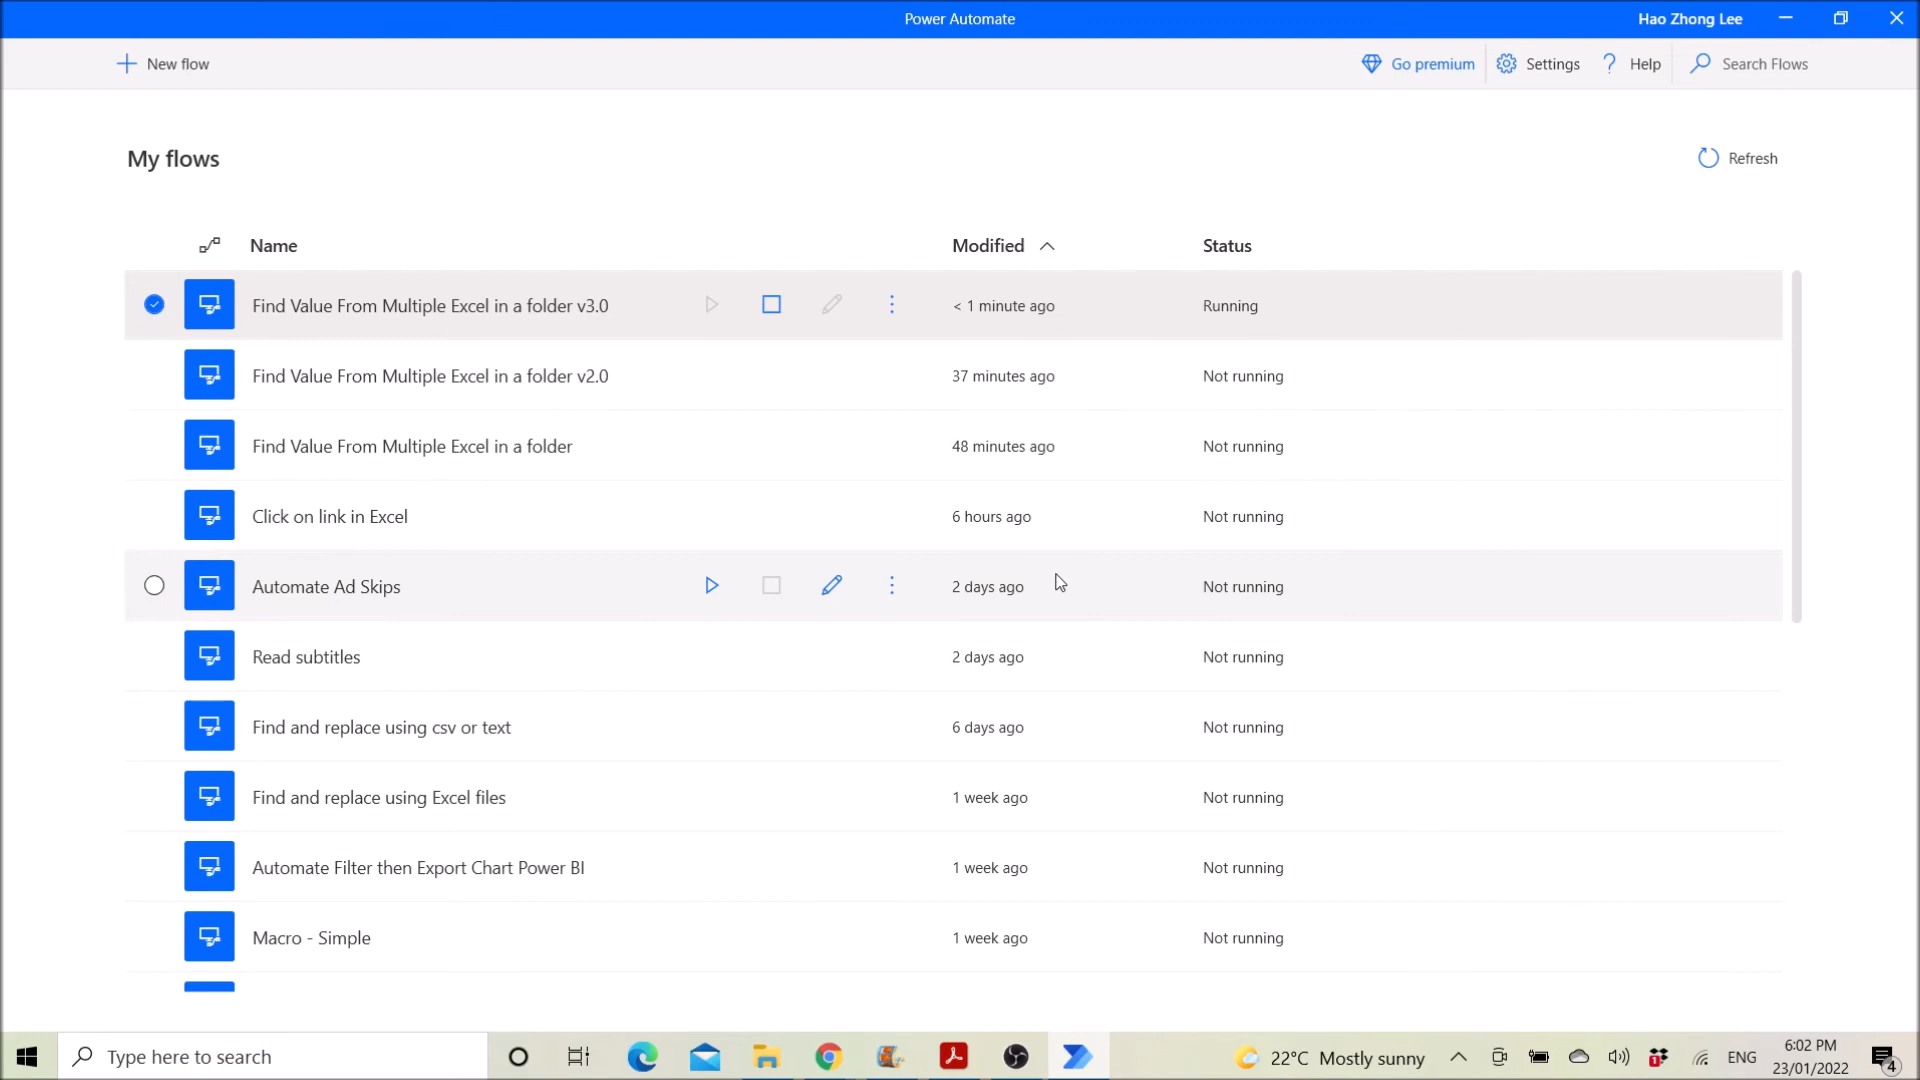 Power Automate
Hao Zhong Lee
New flow
Go premium
Settings
? Help
Search Flows
My flows
Refresh
Name Modified Status
Find Value From Multiple Excel in a folder v3.0 < 1 minute ago Running
Find Value From Multiple Excel in a folder v2.0 37 minutes ago Not running
Find Value From Multiple Excel in a folder 48 minutes ago Not running
Click on link in Excel 6 hours ago Not running
Automate Ad Skips 2 days ago Not running
Read subtitles 2 days ago Not running
Find and replace using csv or text 6 days ago Not running
Find and replace using Excel files 1 week ago Not running
Automate Filter then Export Chart Power BI 1 week ago Not running
Macro - Simple 1 week ago Not running
Type here to search
22°C Mostly sunny
1
ENG
6:02 PM
23/01/2022
4